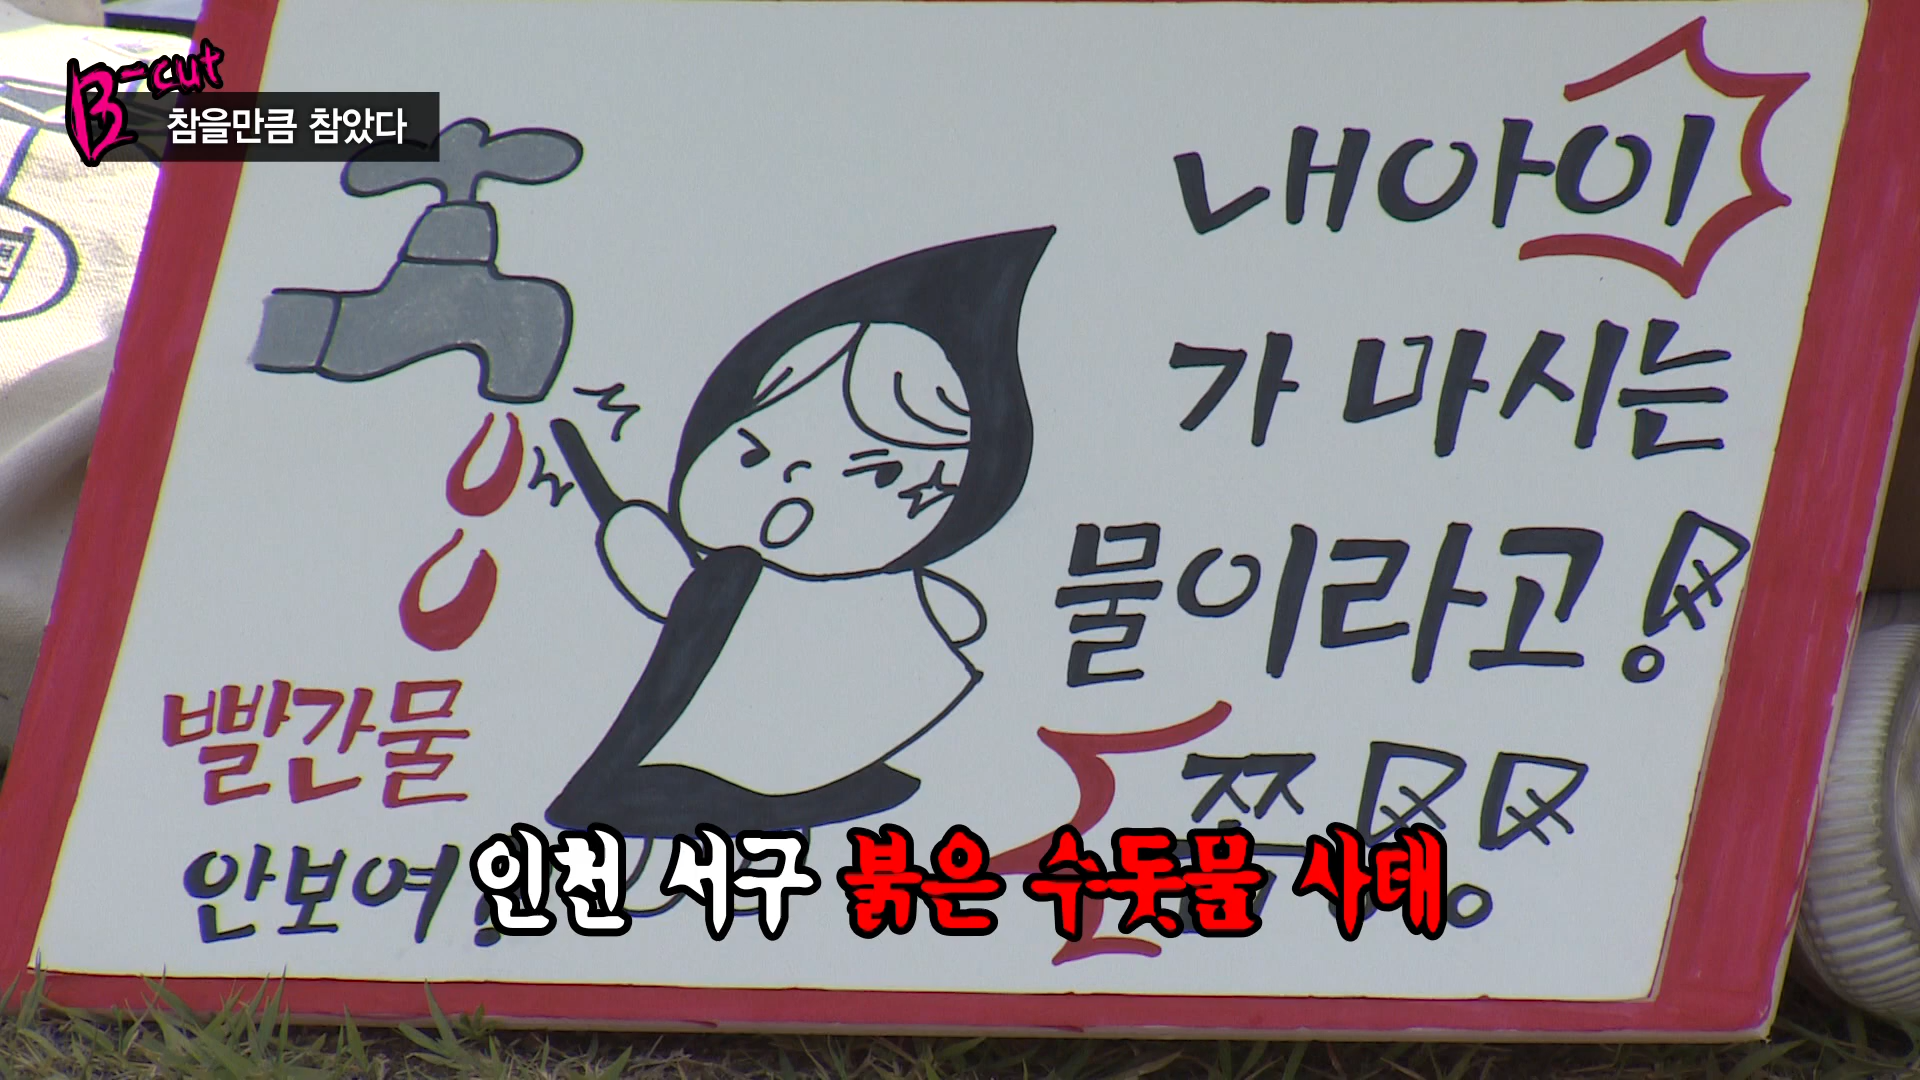 B-cut
참을만큼 참았다
내아이
가 마시는
물이라고!
빨간물
안보여!
쯥
인천 서구 붉은 수돗물 사태